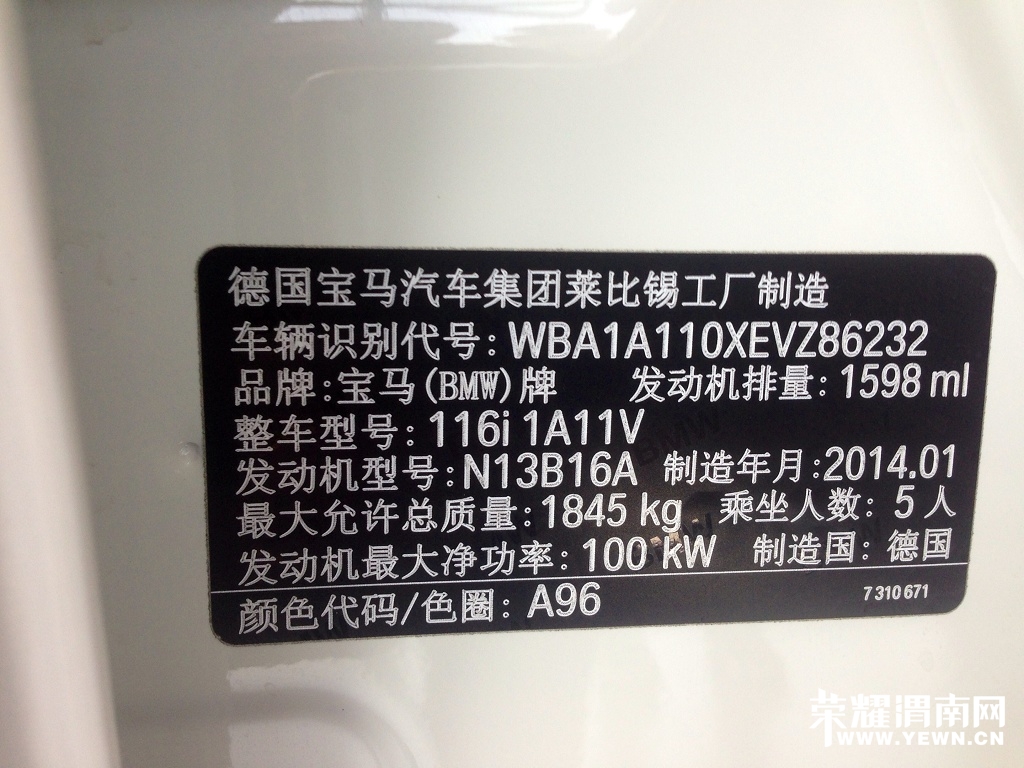 德国宝马汽车集团莱比锡工厂制造
车辆识别代号: WBA1A110XEVZ86232
品牌:宝马(BMW)牌 发动机排量: 1598 ml
整车型号: 116i 1A11V
发动机型号: N13B16A 制造年月:2014.01
最大允许总质量: 1845 kg 乘坐人数: 5人
发动机最大净功率: 100 kW 制造国: 德国
颜色代码/色圈: A96 7 310 671
荣耀渭南网
WWW.YEWN.CN